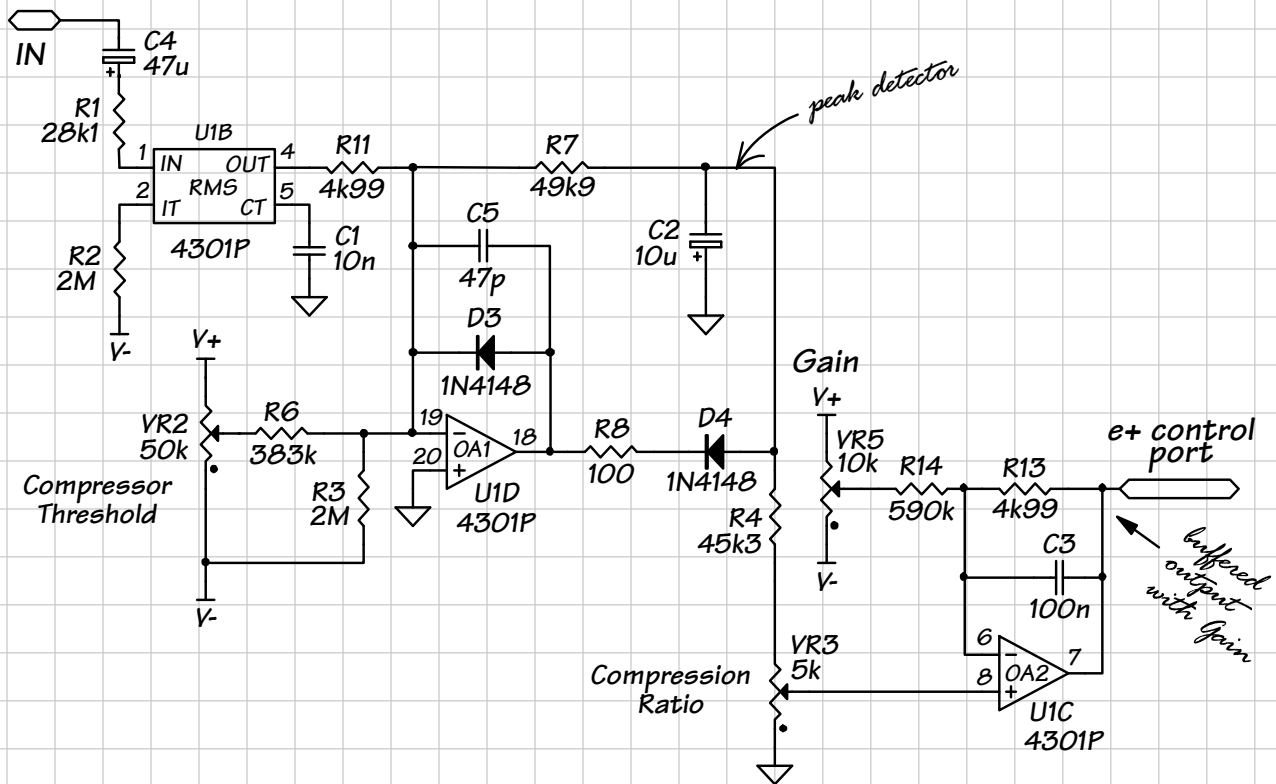 IN
C4
47u
R1
28k1
U1B
1
IN
OUT
4
2
RMS
5
IT
CT
4301P
R2
2M
V-
C1
10n
R11
4k99
R7
49k9
peak detector
C5
47p
C2
10u
D3
1N4148
V+
VR2
50k
R6
383k
Compressor
Threshold
R3
2M
V-
19
20
OA1
18
U1D
4301P
R8
100
D4
1N4148
R4
45k3
Gain
V+
VR5
10k
V-
R14
590k
R13
4k99
e+ control
port
C3
100n
buffered
output
with Gain
Compression
Ratio
VR3
5k
6
8
OA2
7
U1C
4301P